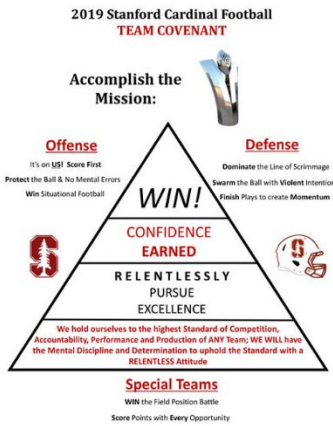 2019 Stanford Cardinal Football
TEAM COVENANT
Accomplish the
Mission:
Offense
It's on US! Score First
Protect the Ball & No Mental Errors
Win Situational Football
Defense
Dominate the Line of Scrimmage
Swarm the Ball with Violent Intention
Finish Plays to create Momentum
WIN!
CONFIDENCE
EARNED
RELENTLESSLY
PURSUE
EXCELLENCE
We hold ourselves to the highest Standard of Competition,
Accountability, Performance and Production of ANY Team; WE WILL have
the Mental Discipline and Determination to uphold the Standard with a
RELENTLESS Attitude
Special Teams
WIN the Field Position Battle
Score Points with Every Opportunity